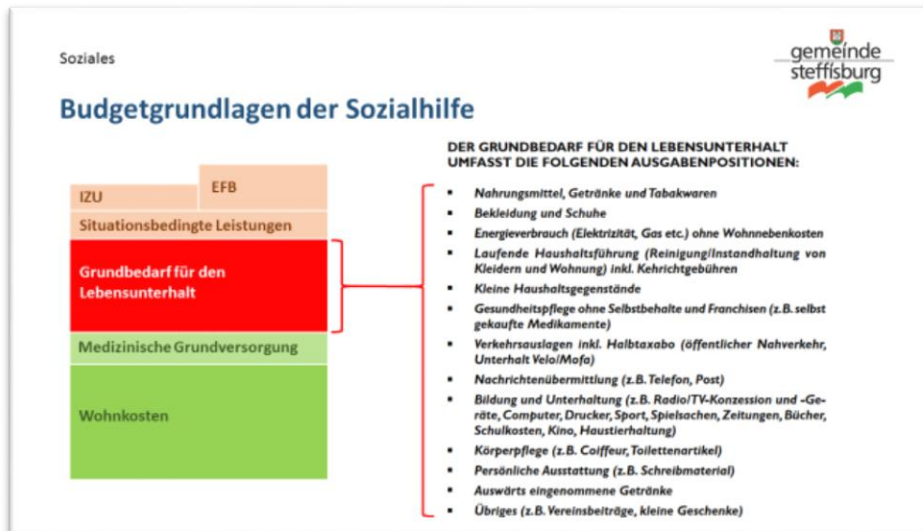 Soziales
gemeinde
steffisburg
Budgetgrundlagen der Sozialhilfe
IZU
EFB
Situationsbedingte Leistungen
Grundbedarf für den
Lebensunterhalt
Medizinische Grundversorgung
Wohnkosten
DER GRUNDBEDARF FÜR DEN LEBENSUNTERHALT
UMFASST DIE FOLGENDEN AUSGABENPOSITIONEN:
▪ Nahrungsmittel, Getränke und Tabakwaren
▪ Bekleidung und Schuhe
▪ Energieverbrauch (Elektrizität, Gas etc.) ohne Wohnnebenkosten
▪ Laufende Haushaltsführung (Reinigung/Instandhaltung von
Kleidern und Wohnung) inkl. Kehrichtgebühren
▪ Kleine Haushaltsgegenstände
▪ Gesundheitspflege ohne Selbstbehalte und Franchisen (z.B. selbst
gekaufte Medikamente)
▪ Verkehrsauslagen inkl. Halbtaxabo (öffentlicher Nahverkehr,
Unterhalt Velo/Mofa)
▪ Nachrichtenübermittlung (z.B. Telefon, Post)
▪ Bildung und Unterhaltung (z.B. Radio/TV-Konzession und -Ge-
räte, Computer, Drucker, Sport, Spielsachen, Zeitungen, Bücher,
Schulkosten, Kino, Haustierhaltung)
▪ Körperpflege (z.B. Coiffeur, Toilettenartikel)
▪ Persönliche Ausstattung (z.B. Schreibmaterial)
▪ Auswärts eingenommene Getränke
▪ Übriges (z.B. Vereinsbeiträge, kleine Geschenke)